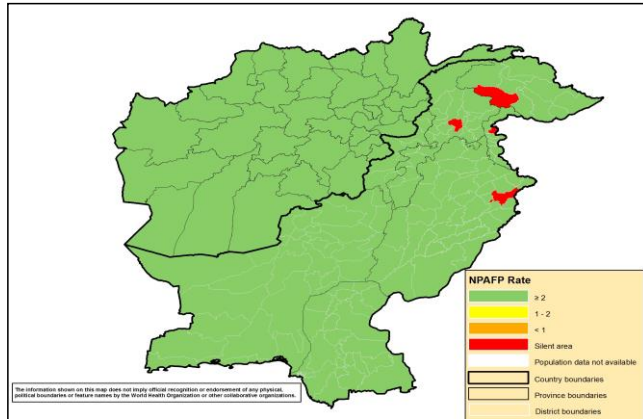 NPAFP Rate
≥ 2
1 - 2
< 1
Silent area
Population data not available
Country boundaries
Province boundaries
District boundaries
The information shown on this map does not imply official recognition or endorsement of any physical,
political boundaries or feature names by the World Health Organization or other collaborative organizations.